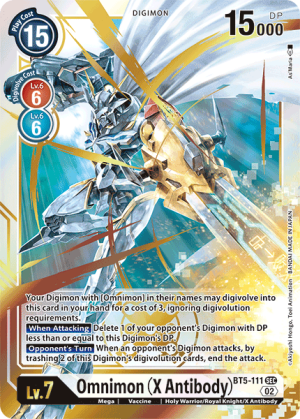 Play Cost
15
DIGIMON
DP
15000
Digivolve Cost
Lv.6
6
Lv.6
6
Your Digimon with [Omnimon] in their names may digivolve
into this card in your hand for a cost of 3, ignoring digivolution
requirements.
When Attacking Delete 1 of your opponent's Digimon with DP
less than or equal to this Digimon's DP.
Opponent's Turn When an opponent's Digimon attacks, by
trashing 2 of this Digimon's digivolution cards, end the attack.
Lv.7
Omnimon (X Antibody)
BT5-111 SEC
02
Mega | Vaccine | Holy Warrior/Royal Knight/X Antibody
As'Maria
©Akiyoshi Hongo, Toei Animation · BANDAI MADE IN JAPAN